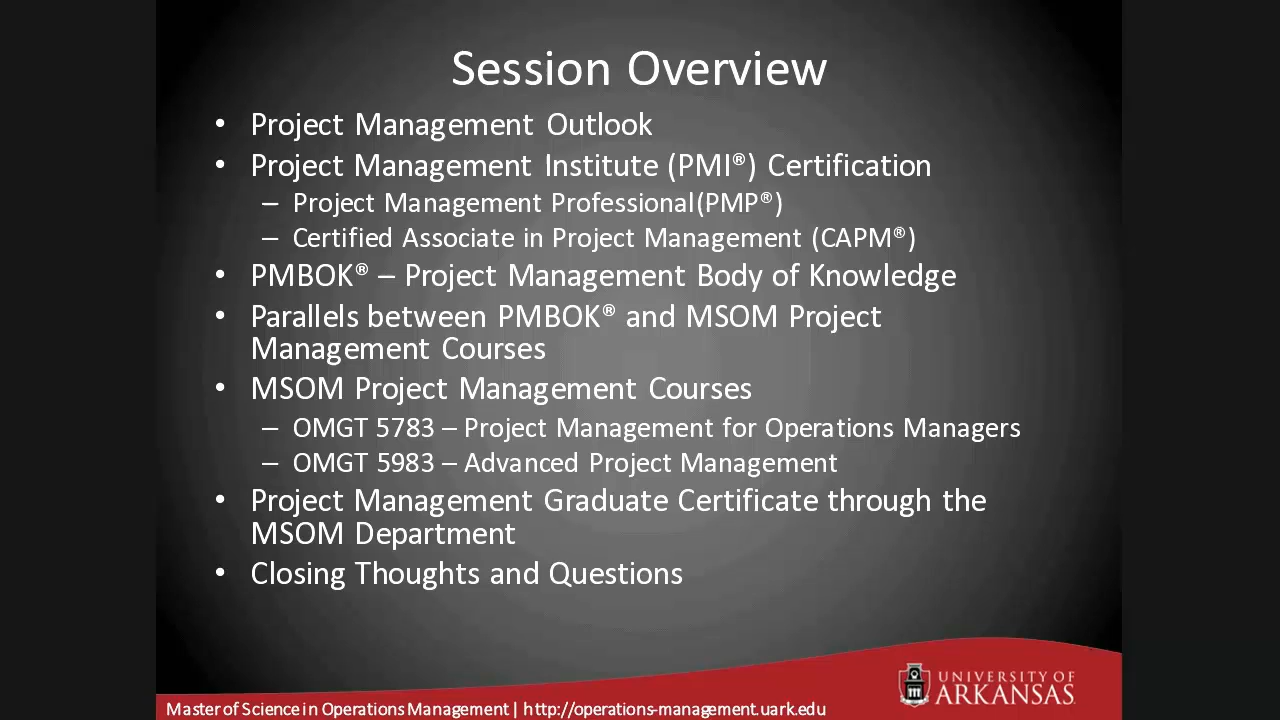 Session Overview
• Project Management Outlook
• Project Management Institute (PMI®) Certification
– Project Management Professional(PMP®)
– Certified Associate in Project Management (CAPM®)
• PMBOK® – Project Management Body of Knowledge
• Parallels between PMBOK® and MSOM Project
Management Courses
• MSOM Project Management Courses
– OMGT 5783 – Project Management for Operations Managers
– OMGT 5983 – Advanced Project Management
• Project Management Graduate Certificate through the
MSOM Department
• Closing Thoughts and Questions
UNIVERSITY OF
ARKANSAS
Master of Science in Operations Management | http://operations-management.uark.edu